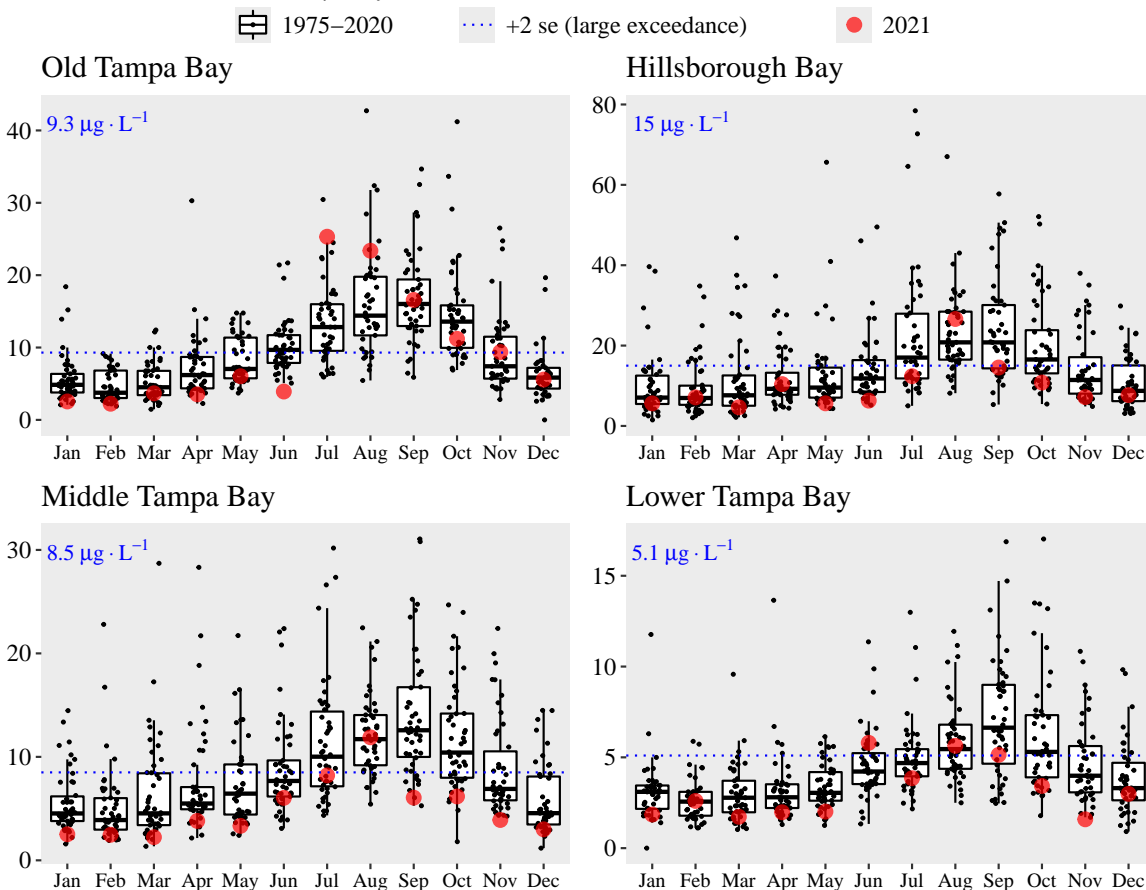 1975–2020 +2 se (large exceedance) 2021
Old Tampa Bay
9.3 μg · L⁻¹
40
30
20
10
0
Jan Feb Mar Apr May Jun Jul Aug Sep Oct Nov Dec
Hillsborough Bay
15 μg · L⁻¹
80
60
40
20
0
Jan Feb Mar Apr May Jun Jul Aug Sep Oct Nov Dec
Middle Tampa Bay
8.5 μg · L⁻¹
30
20
10
0
Jan Feb Mar Apr May Jun Jul Aug Sep Oct Nov Dec
Lower Tampa Bay
5.1 μg · L⁻¹
15
10
5
0
Jan Feb Mar Apr May Jun Jul Aug Sep Oct Nov Dec